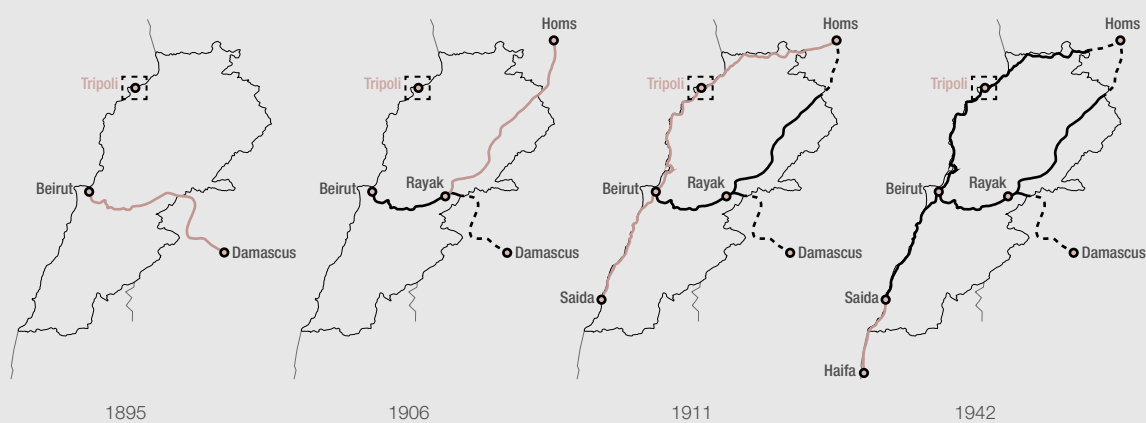 Tripoli
Beirut
Damascus
1895
Homs
Tripoli
Beirut
Rayak
Damascus
1906
Homs
Tripoli
Beirut
Rayak
Damascus
Saida
1911
Homs
Tripoli
Beirut
Rayak
Damascus
Saida
Haifa
1942